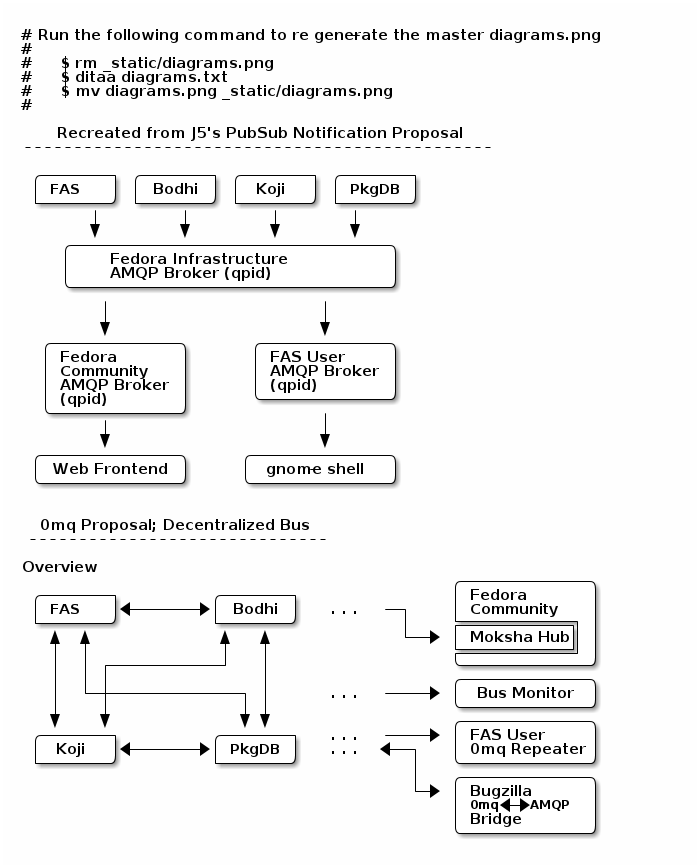 # Run the following command to re generate the master diagrams.png
#
#      $ rm _static/diagrams.png
#      $ ditaa diagrams.txt
#      $ mv diagrams.png _static/diagrams.png
#
Recreated from J5's PubSub Notification Proposal
FAS
Bodhi
Koji
PkgDB
Fedora Infrastructure
AMQP Broker (qpid)
Fedora
Community
AMQP Broker
(qpid)
FAS User
AMQP Broker
(qpid)
Web Frontend
gnome shell
0mq Proposal; Decentralized Bus
Overview
FAS
Bodhi
. . .
Fedora
Community
Moksha Hub
. . .
Bus Monitor
Koji
PkgDB
. . .
. . .
FAS User
0mq Repeater
Bugzilla
0mq AMQP
Bridge